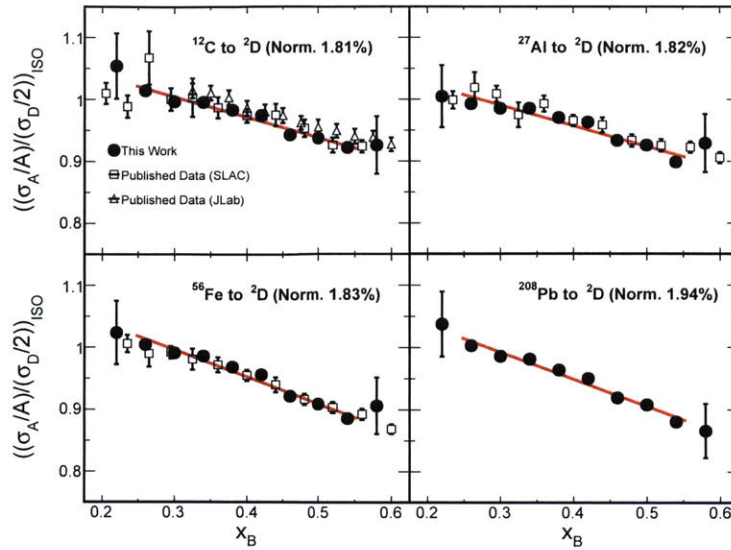 1.1
1
0.9
0.8
((σA/A)/(σD/2))ISO
¹²C to ²D (Norm. 1.81%)
This Work
Published Data (SLAC)
Published Data (JLab)
²⁷Al to ²D (Norm. 1.82%)
1.1
1
0.9
0.8
((σA/A)/(σD/2))ISO
⁵⁶Fe to ²D (Norm. 1.83%)
²⁰⁸Pb to ²D (Norm. 1.94%)
0.2 0.3 0.4 0.5 0.6
XB
0.2 0.3 0.4 0.5 0.6
XB